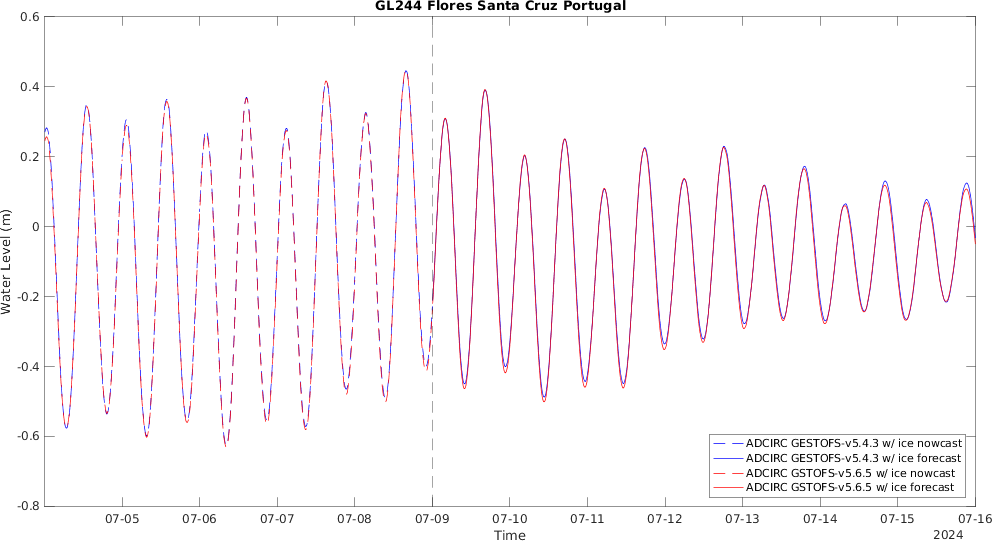 GL244 Flores Santa Cruz Portugal
0.6
0.4
0.2
0
-0.2
-0.4
-0.6
-0.8
Water Level (m)
ADCIRC GESTOFS-v5.4.3 w/ ice nowcast
ADCIRC GESTOFS-v5.4.3 w/ ice forecast
ADCIRC GSTOFS-v5.6.5 w/ ice nowcast
ADCIRC GSTOFS-v5.6.5 w/ ice forecast
07-05 07-06 07-07 07-08 07-09 07-10 07-11 07-12 07-13 07-14 07-15 07-16
Time
2024